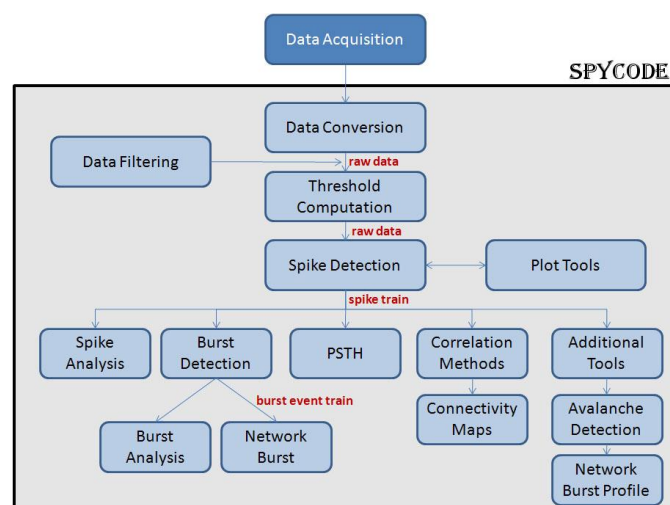 Data Acquisition
SPYCODE
Data Conversion
raw data
Data Filtering
Threshold
Computation
raw data
Spike Detection
Plot Tools
spike train
Spike
Analysis
Burst
Detection
PSTH
Correlation
Methods
Additional
Tools
burst event train
Burst
Analysis
Network
Burst
Connectivity
Maps
Avalanche
Detection
Network
Burst Profile